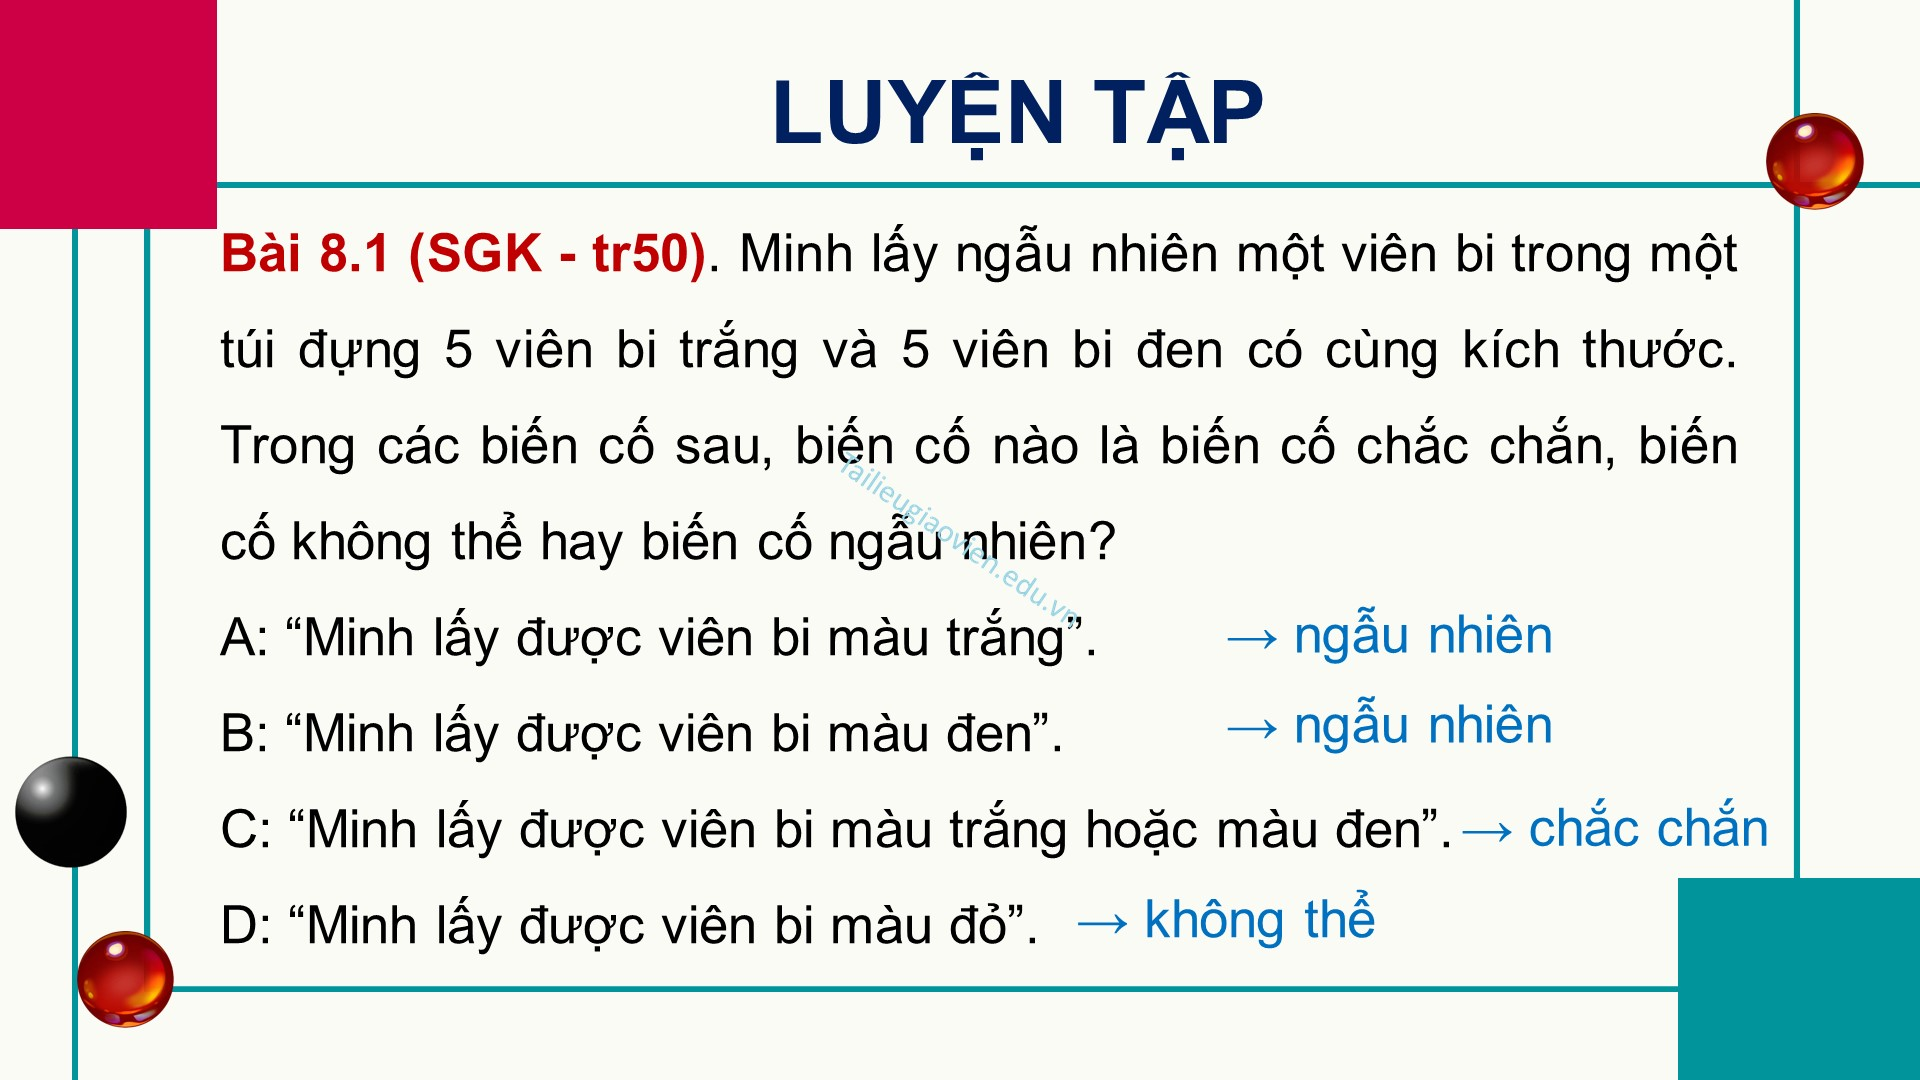 LUYỆN TẬP
Bài 8.1 (SGK - tr50). Minh lấy ngẫu nhiên một viên bi trong một
túi đựng 5 viên bi trắng và 5 viên bi đen có cùng kích thước.
Trong các biến cố sau, biến cố nào là biến cố chắc chắn, biến
cố không thể hay biến cố ngẫu nhiên?
Tailieugiaovien.edu.vn
A: “Minh lấy được viên bi màu trắng”. → ngẫu nhiên
B: “Minh lấy được viên bi màu đen”. → ngẫu nhiên
C: “Minh lấy được viên bi màu trắng hoặc màu đen”. → chắc chắn
D: “Minh lấy được viên bi màu đỏ”. → không thể